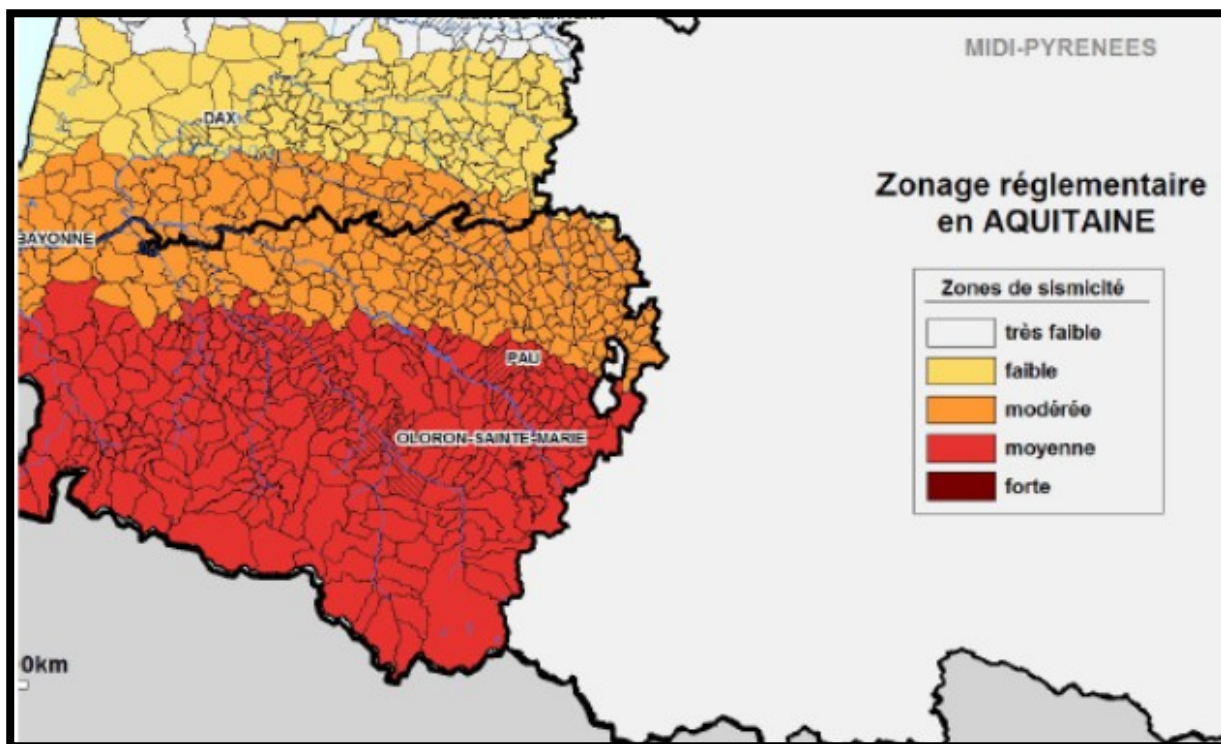 MIDI-PYRENEES
DAX
Zonage réglementaire
en AQUITAINE
BAYONNE
Zones de sismicité
très faible
faible
modérée
PAU
moyenne
OLORON-SAINTE-MARIE
forte
0km